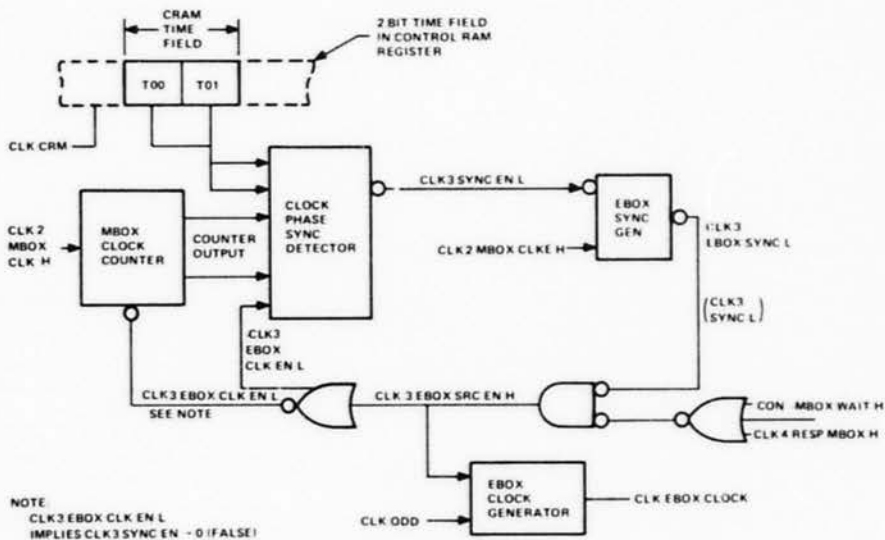 CRAM
TIME
FIELD
2 BIT TIME FIELD
IN CONTROL RAM
REGISTER
T00
T01
CLK CRM
CLK2
MBOX
CLK H
MBOX
CLOCK
COUNTER
COUNTER
OUTPUT
CLOCK
PHASE
SYNC
DETECTOR
CLK3 SYNC EN L
EBOX
SYNC
GEN
CLK2 MBOX CLKE H
CLK3
EBOX SYNC L
(CLK3
SYNC L)
CLK3
EBOX
CLK EN L
CLK3 EBOX CLK EN L
SEE NOTE
CLK 3 EBOX SRC EN H
CON MBOX WAIT H
CLK4 RESP MBOX H
EBOX
CLOCK
GENERATOR
CLK EBOX CLOCK
CLK ODD
NOTE:
CLK3 EBOX CLK EN L
IMPLIES CLK3 SYNC EN - 0 (FALSE)